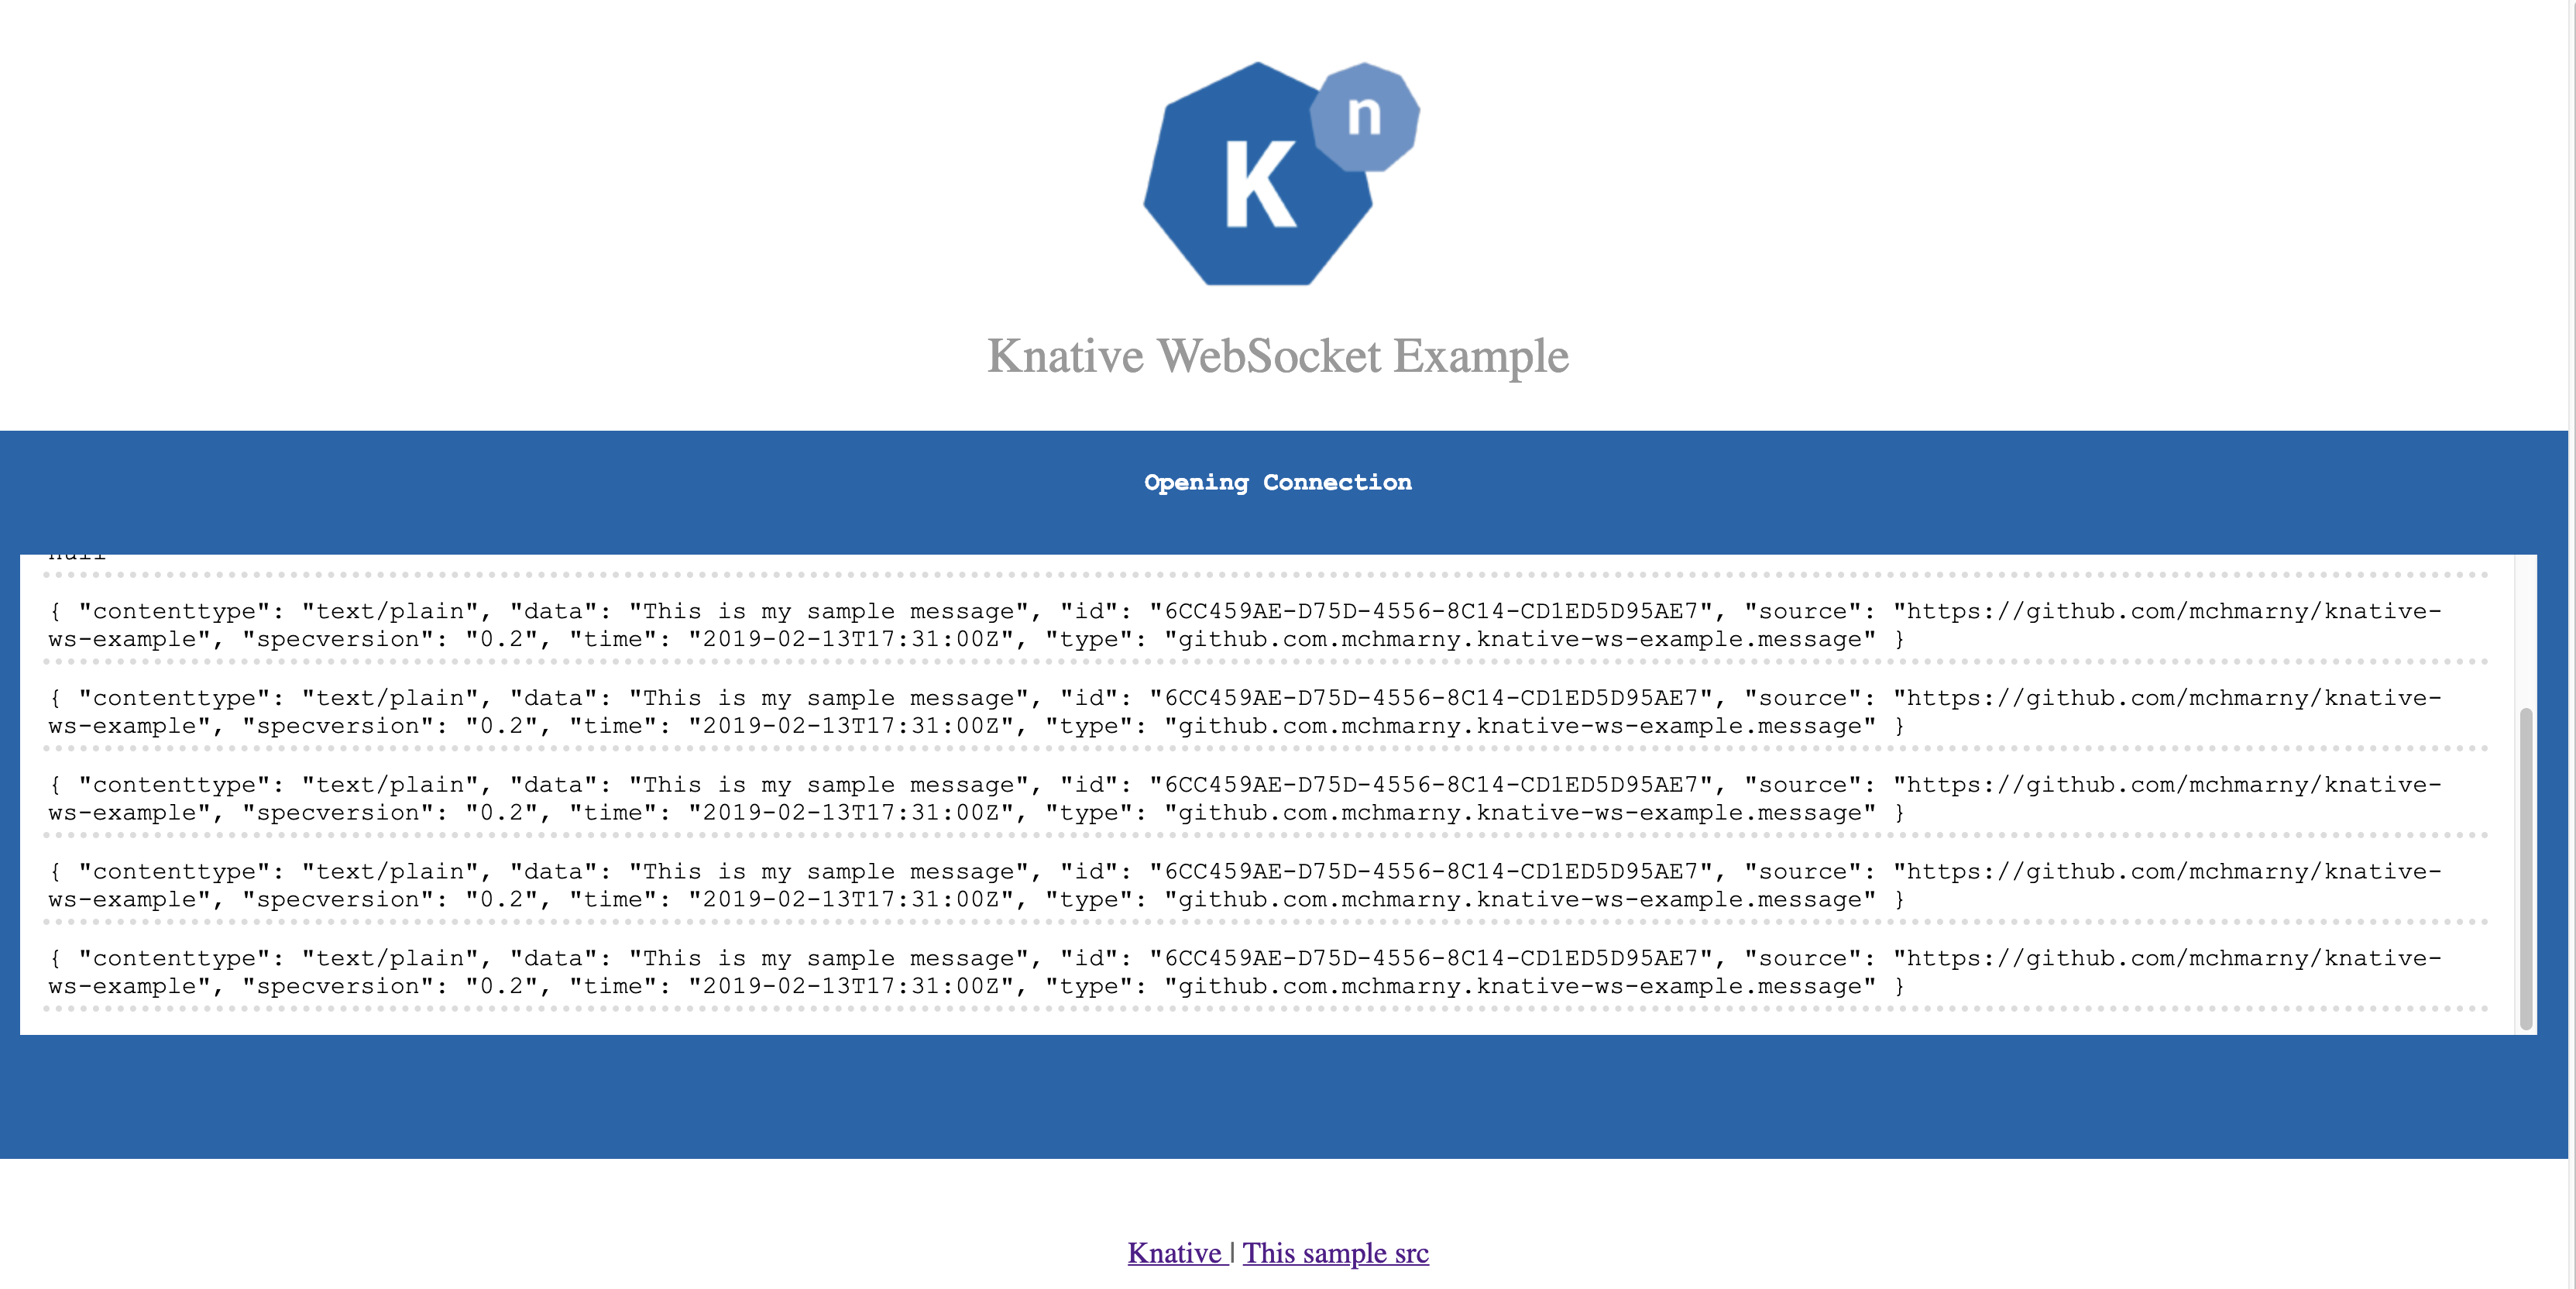 K n
Knative WebSocket Example
Opening Connection
null
{ "contenttype": "text/plain", "data": "This is my sample message", "id": "6CC459AE-D75D-4556-8C14-CD1ED5D95AE7", "source": "https://github.com/mchmarny/knative-
ws-example", "specversion": "0.2", "time": "2019-02-13T17:31:00Z", "type": "github.com.mchmarny.knative-ws-example.message" }
{ "contenttype": "text/plain", "data": "This is my sample message", "id": "6CC459AE-D75D-4556-8C14-CD1ED5D95AE7", "source": "https://github.com/mchmarny/knative-
ws-example", "specversion": "0.2", "time": "2019-02-13T17:31:00Z", "type": "github.com.mchmarny.knative-ws-example.message" }
{ "contenttype": "text/plain", "data": "This is my sample message", "id": "6CC459AE-D75D-4556-8C14-CD1ED5D95AE7", "source": "https://github.com/mchmarny/knative-
ws-example", "specversion": "0.2", "time": "2019-02-13T17:31:00Z", "type": "github.com.mchmarny.knative-ws-example.message" }
{ "contenttype": "text/plain", "data": "This is my sample message", "id": "6CC459AE-D75D-4556-8C14-CD1ED5D95AE7", "source": "https://github.com/mchmarny/knative-
ws-example", "specversion": "0.2", "time": "2019-02-13T17:31:00Z", "type": "github.com.mchmarny.knative-ws-example.message" }
{ "contenttype": "text/plain", "data": "This is my sample message", "id": "6CC459AE-D75D-4556-8C14-CD1ED5D95AE7", "source": "https://github.com/mchmarny/knative-
ws-example", "specversion": "0.2", "time": "2019-02-13T17:31:00Z", "type": "github.com.mchmarny.knative-ws-example.message" }
Knative | This sample src